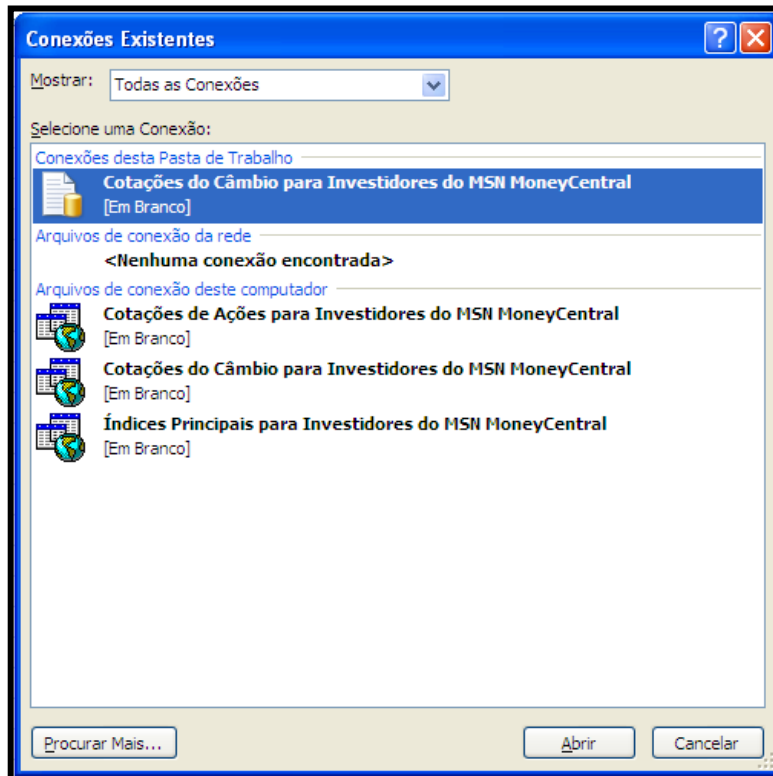 Conexões Existentes
Mostrar: Todas as Conexões
Selecione uma Conexão:
Conexões desta Pasta de Trabalho
Cotações do Câmbio para Investidores do MSN MoneyCentral
[Em Branco]
Arquivos de conexão da rede
<Nenhuma conexão encontrada>
Arquivos de conexão deste computador
Cotações de Ações para Investidores do MSN MoneyCentral
[Em Branco]
Cotações do Câmbio para Investidores do MSN MoneyCentral
[Em Branco]
Índices Principais para Investidores do MSN MoneyCentral
[Em Branco]
Procurar Mais... Abrir Cancelar